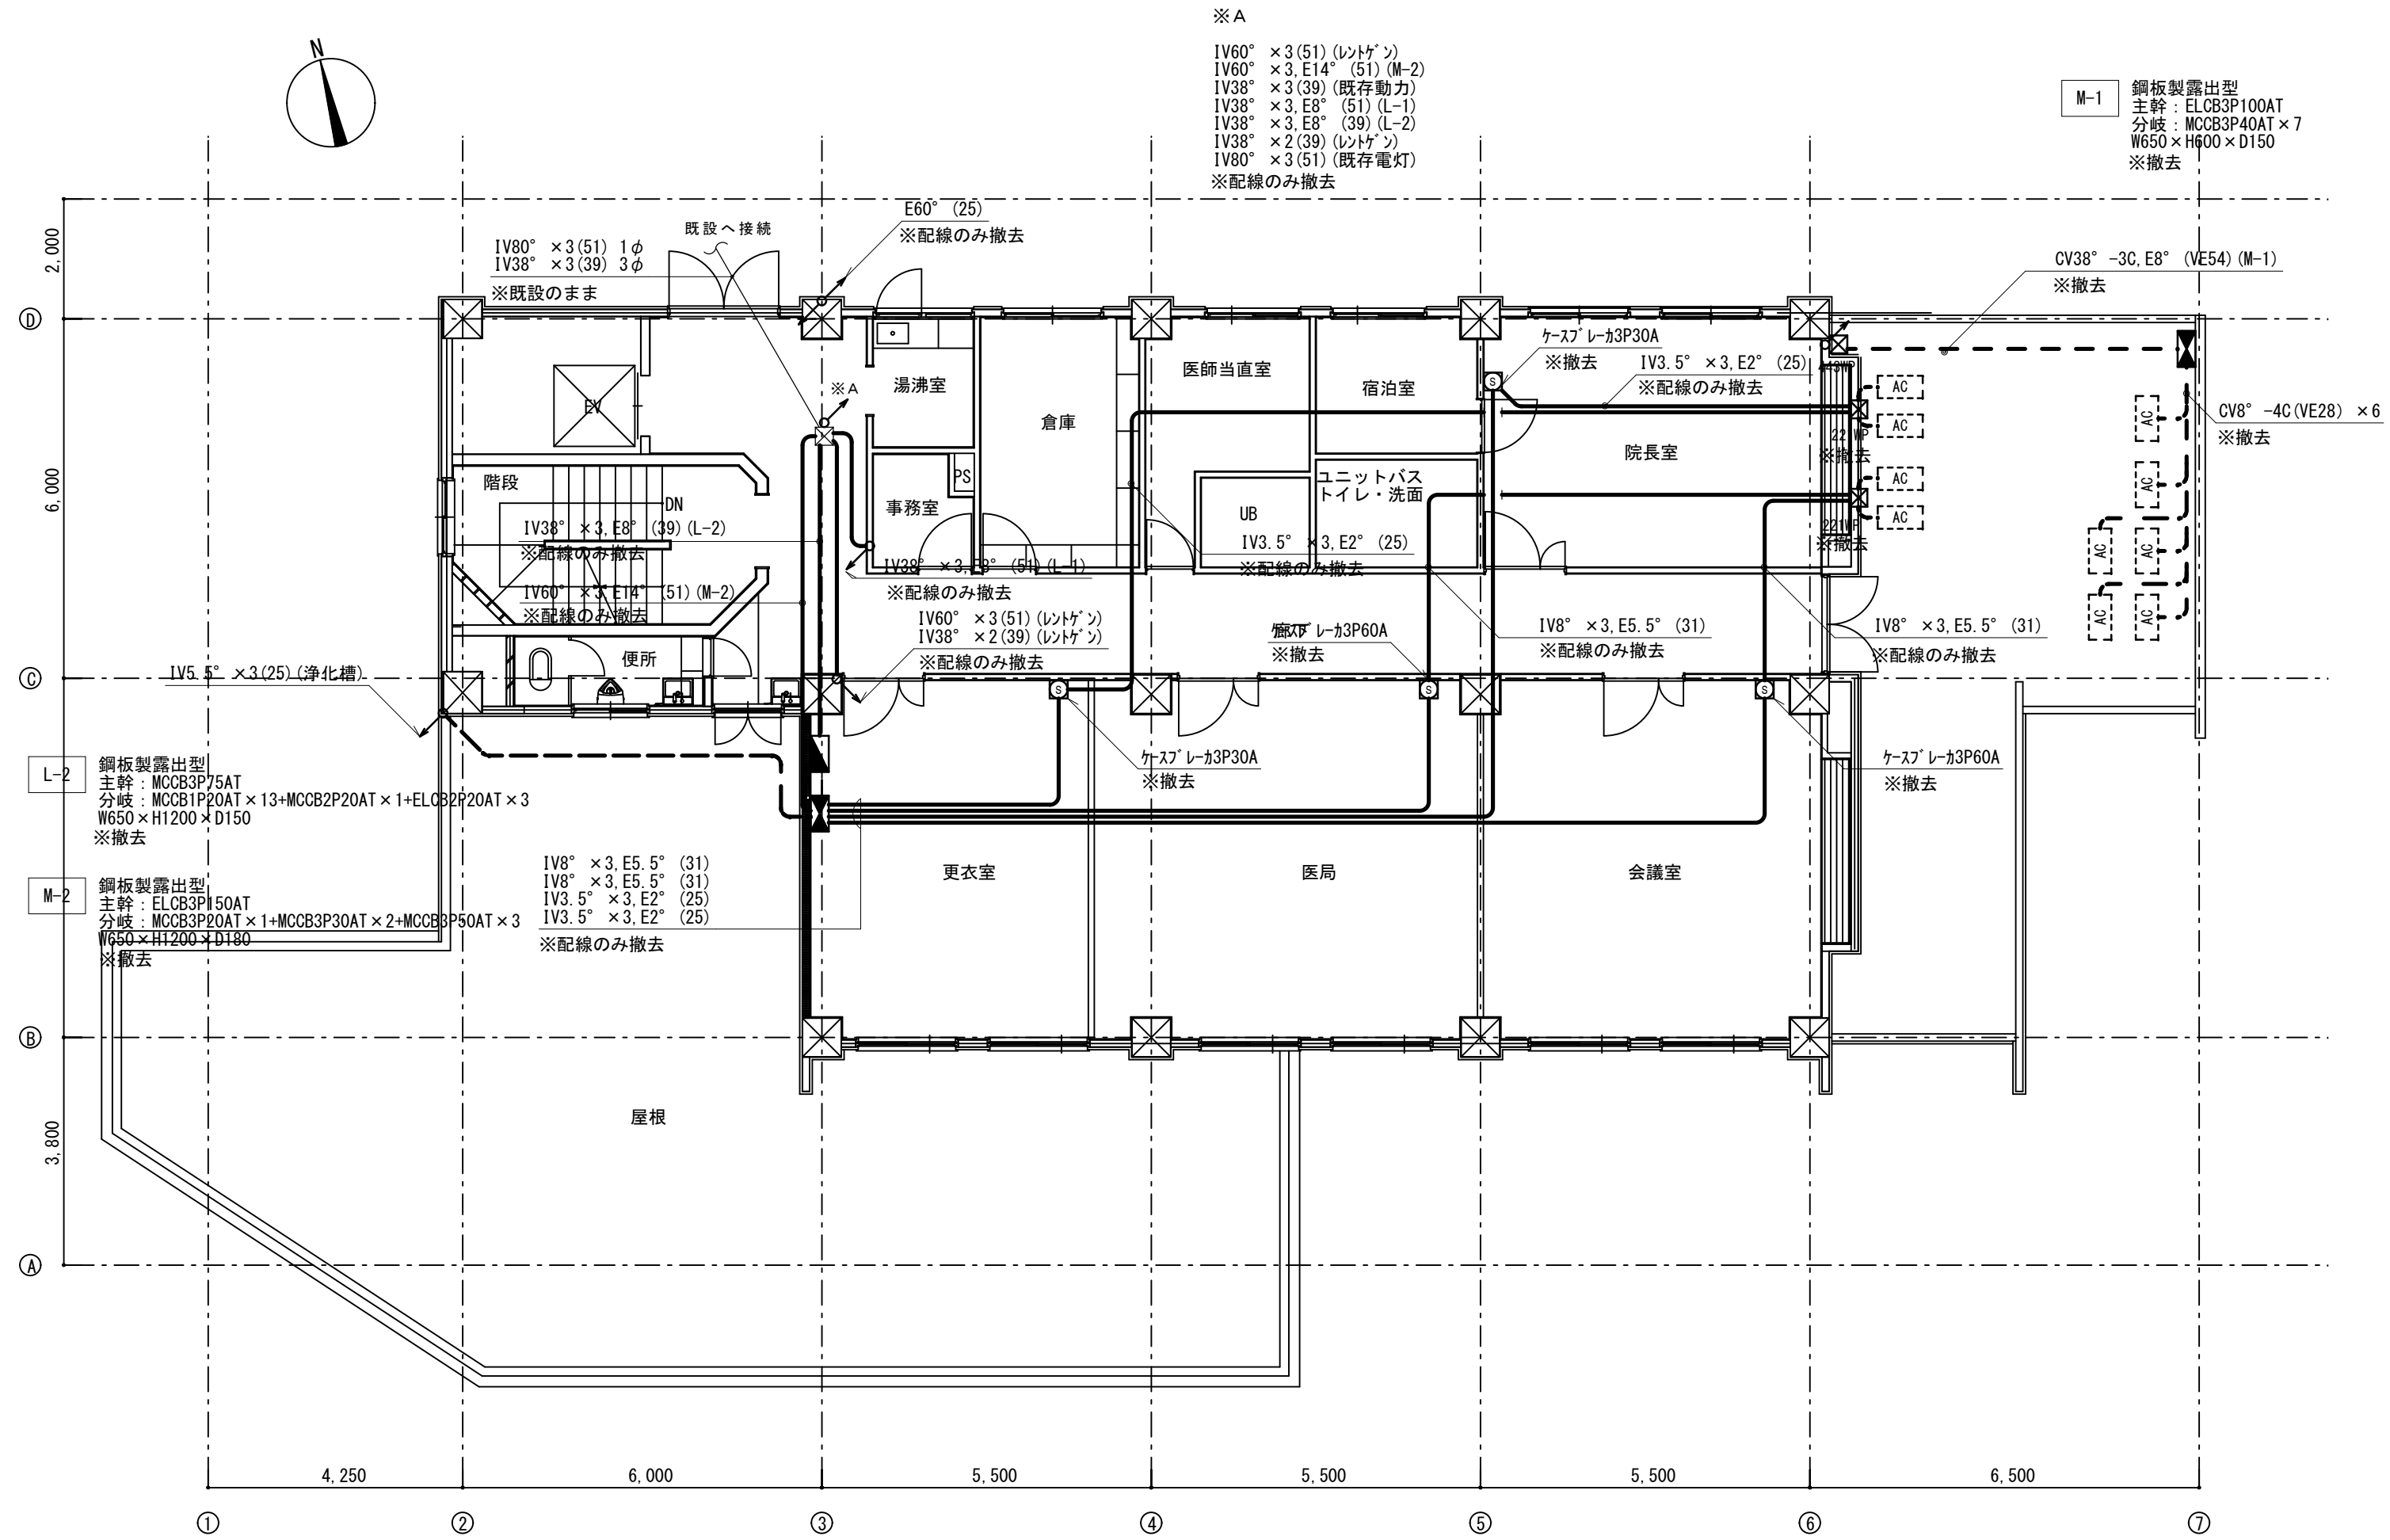 ※A
IV60°×3(51)(ﾚﾝﾄｹﾞﾝ)
IV60°×3,E14°(51)(M-2)
IV38°×3(39)(既存動力)
IV38°×3,E8°(51)(L-1)
IV38°×3,E8°(39)(L-2)
IV38°×2(39)(ﾚﾝﾄｹﾞﾝ)
IV80°×3(51)(既存電灯)
※配線のみ撤去
M-1
鋼板製露出型
主幹：ELCB3P100AT
分岐：MCCB3P40AT×7
W650×H600×D150
※撤去
N
E60°(25)
※配線のみ撤去
既設へ接続
IV80°×3(51) 1φ
IV38°×3(39) 3φ
※既設のまま
CV38°-3C,E8°(VE54)(M-1)
※撤去
2,000
D
ｹｰｽﾌﾞﾚｰｶ3P30A
※撤去
IV3.5°×3,E2°(25)
※配線のみ撤去
医師当直室
宿泊室
湯沸室
※A
EV
倉庫
AC
AC
AC
CV8°-4C(VE28) ×6
※撤去
22 WP
※撤去
院長室
階段
PS
ユニットバス
トイレ・洗面
AC
AC
AC
6,000
DN
事務室
UB
221WP
※撤去
IV38°×3,E8°(39)(L-2)
※配線のみ撤去
IV3.5°×3,E2°(25)
※配線のみ撤去
AC
AC
IV38°×3,E8°(51)(L-1)
※配線のみ撤去
IV60°×3,E14°(51)(M-2)
※配線のみ撤去
AC
AC
IV60°×3(51)(ﾚﾝﾄｹﾞﾝ)
IV38°×2(39)(ﾚﾝﾄｹﾞﾝ)
※配線のみ撤去
ｹｰｽﾌﾞﾚｰｶ3P60A
※撤去
IV8°×3,E5.5°(31)
※配線のみ撤去
IV8°×3,E5.5°(31)
※配線のみ撤去
便所
C
IV5.5°×3(25)(浄化槽)
S
S
S
S
ｹｰｽﾌﾞﾚｰｶ3P30A
※撤去
ｹｰｽﾌﾞﾚｰｶ3P60A
※撤去
L-2
鋼板製露出型
主幹：MCCB3P75AT
分岐：MCCB1P20AT×13+MCCB2P20AT×1+ELCB2P20AT×3
W650×H1200×D150
※撤去
M-2
鋼板製露出型
主幹：ELCB3P150AT
分岐：MCCB3P20AT×1+MCCB3P30AT×2+MCCB3P50AT×3
W650×H1200×D180
※撤去
IV8°×3,E5.5°(31)
IV8°×3,E5.5°(31)
IV3.5°×3,E2°(25)
IV3.5°×3,E2°(25)
※配線のみ撤去
更衣室
医局
会議室
B
屋根
3,800
A
4,250
6,000
5,500
5,500
5,500
6,500
1
2
3
4
5
6
7